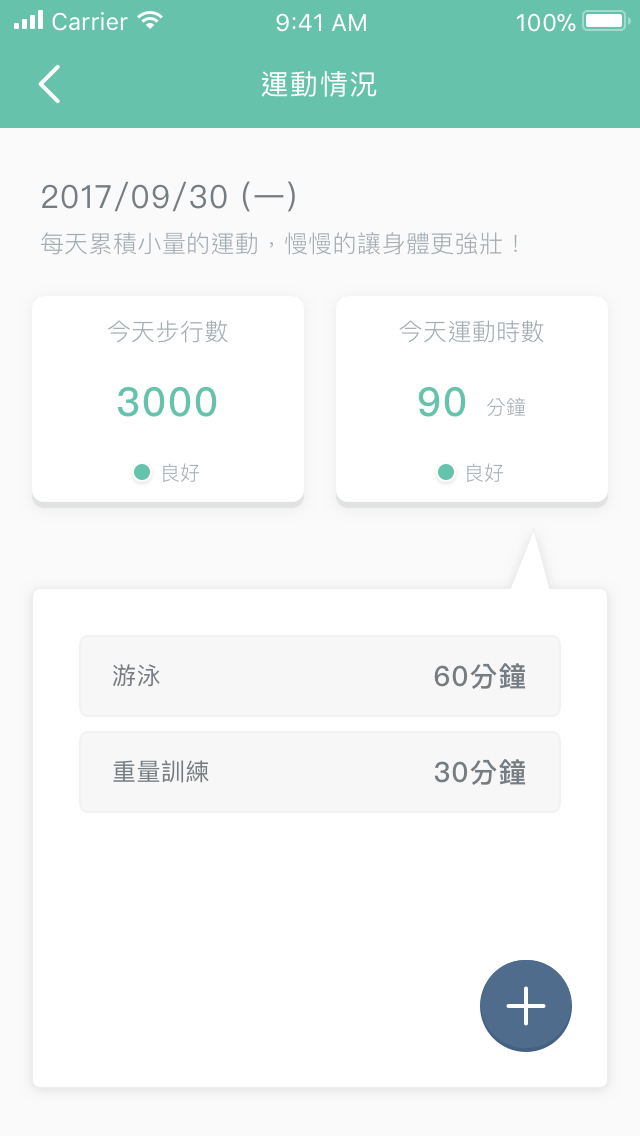 Carrier 9:41 AM 100%
運動情況
2017/09/30 (一)
每天累積小量的運動，慢慢的讓身體更強壯！
今天步行數
3000
良好
今天運動時數
90 分鐘
良好
游泳 60分鐘
重量訓練 30分鐘